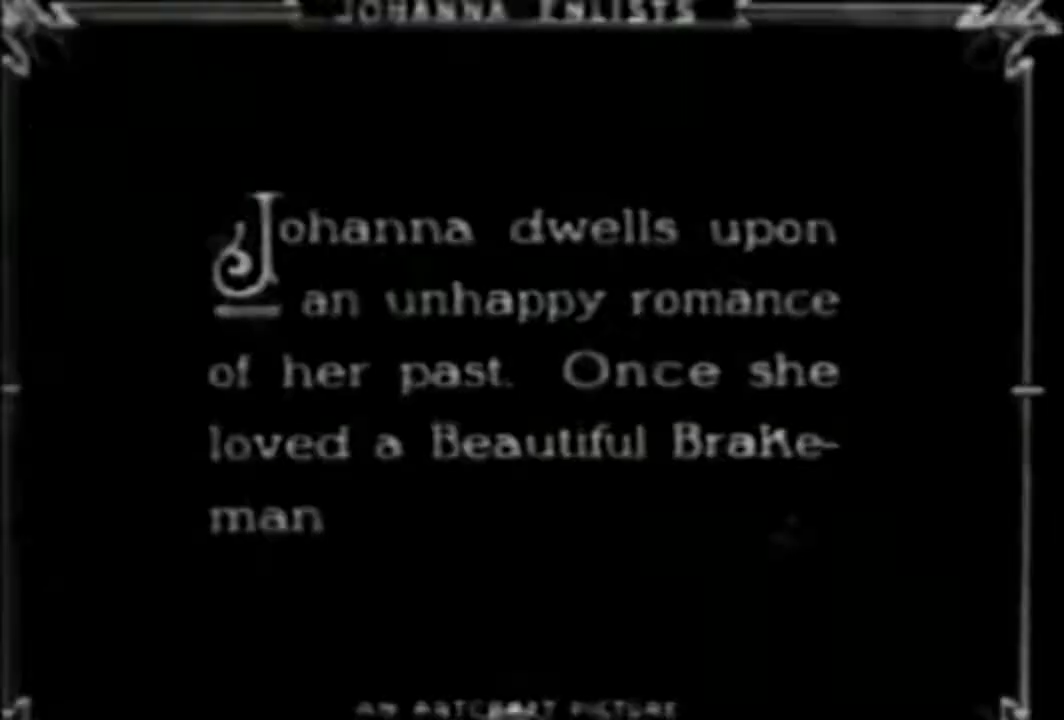 JOHANNA ENLISTS
Johanna dwells upon
an unhappy romance
of her past. Once she
loved a Beautiful Brake-
man
AN ARTCRAFT PICTURE